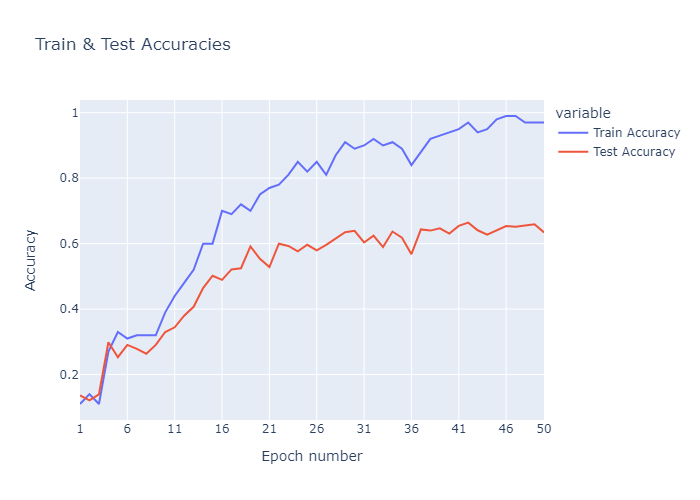 Train & Test Accuracies
variable
Train Accuracy
Test Accuracy
Accuracy
1
0.8
0.6
0.4
0.2
1 6 11 16 21 26 31 36 41 46 50
Epoch number